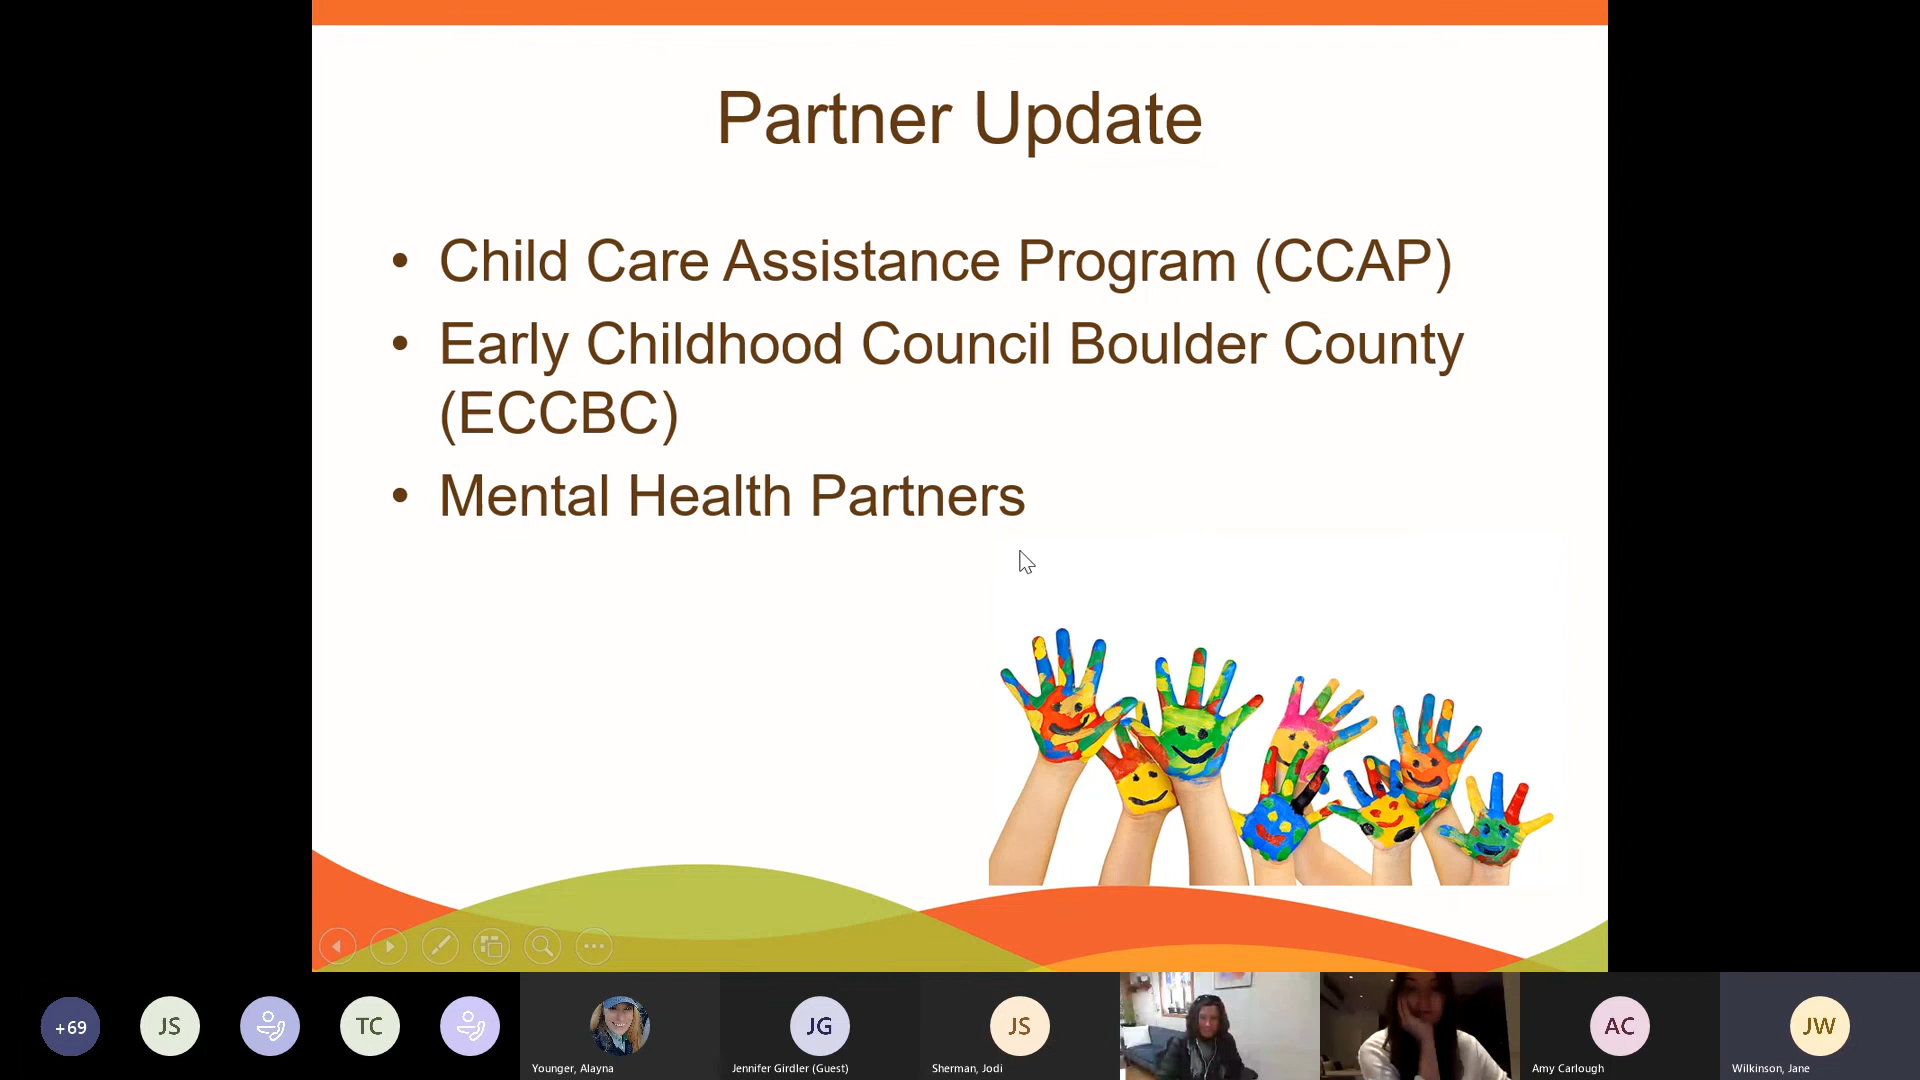 Partner Update
• Child Care Assistance Program (CCAP)
• Early Childhood Council Boulder County
(ECCBC)
• Mental Health Partners
+69
JS
TC
Younger, Alayna
JG
Jennifer Girdler (Guest)
JS
Sherman, Jodi
AC
Amy Carlough
JW
Wilkinson, Jane